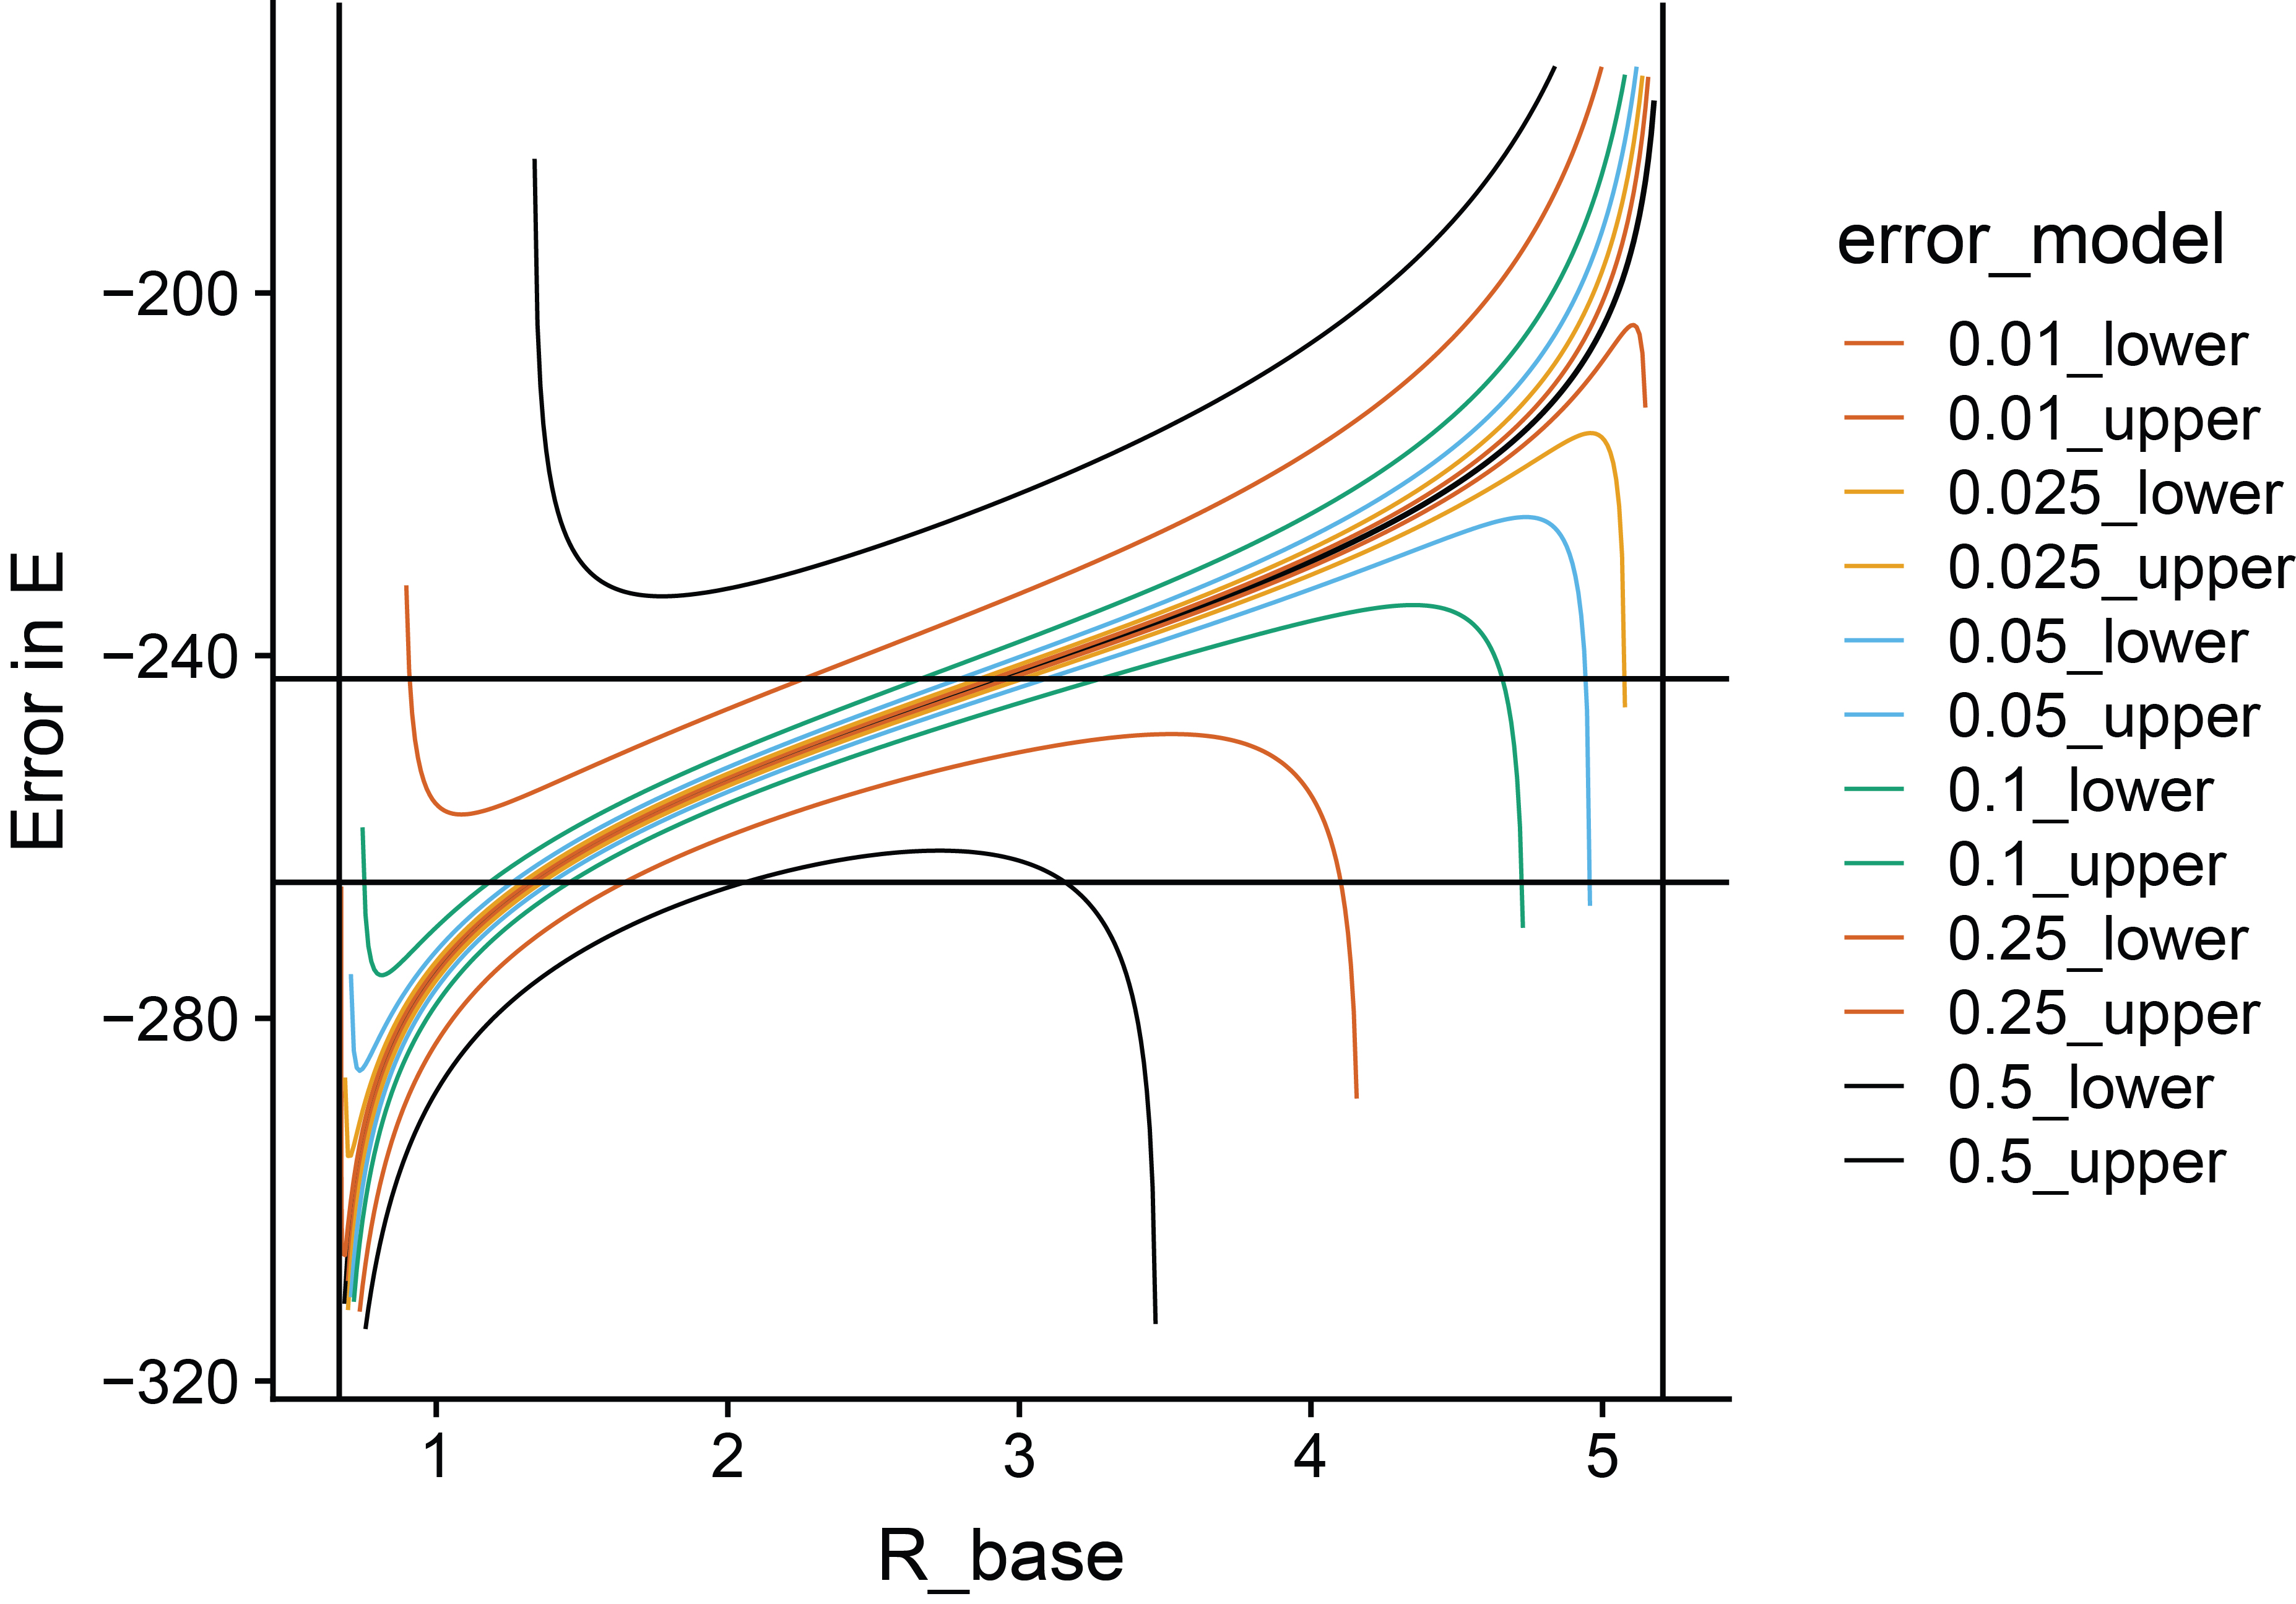 Error in E
−200
−240
−280
−320
1
2
3
4
5
R_base
error_model
0.01_lower
0.01_upper
0.025_lower
0.025_upper
0.05_lower
0.05_upper
0.1_lower
0.1_upper
0.25_lower
0.25_upper
0.5_lower
0.5_upper